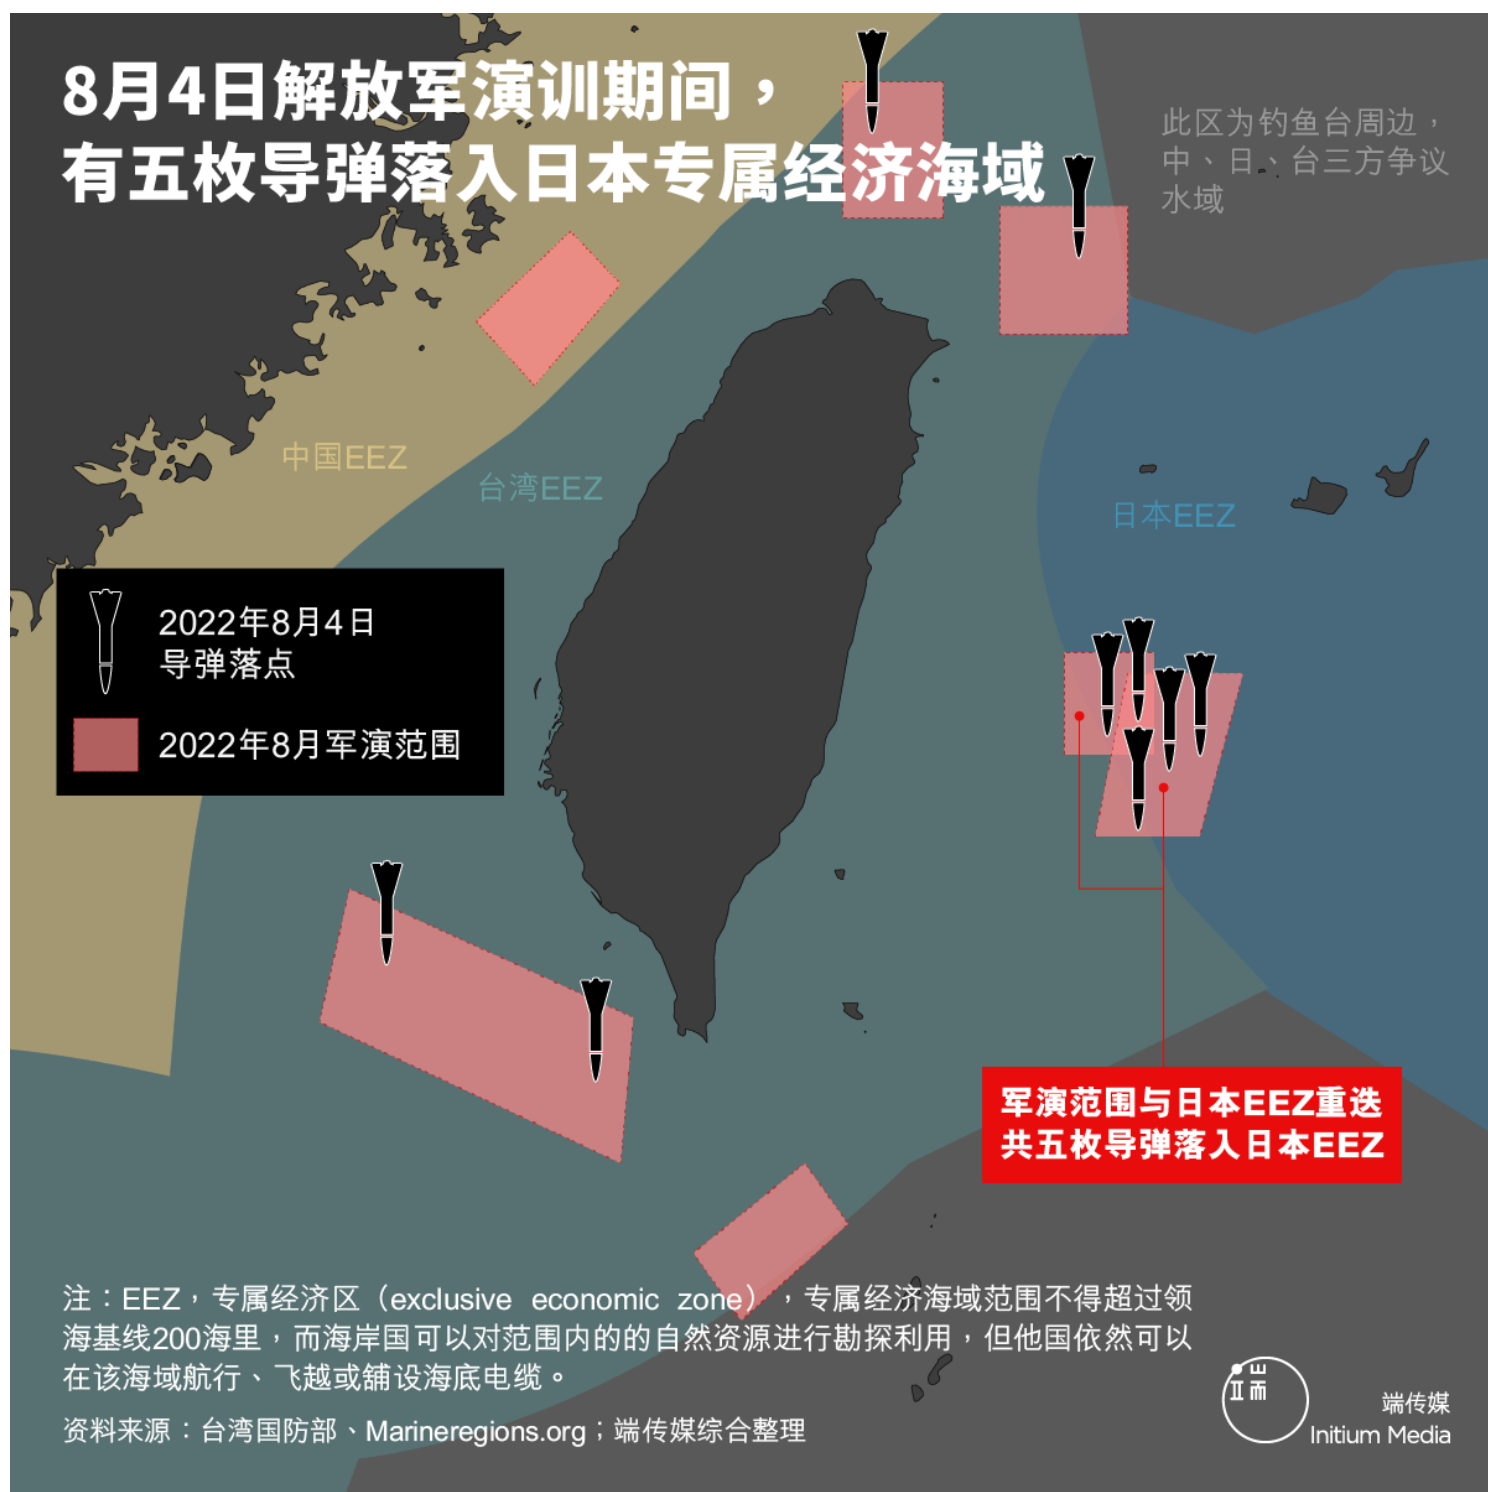 8月4日解放军演训期间，
有五枚导弹落入日本专属经济海域
此区为钓鱼台周边，
中、日、台三方争议
水域
中国EEZ
台湾EEZ
日本EEZ
2022年8月4日
导弹落点
2022年8月军演范围
军演范围与日本EEZ重迭
共五枚导弹落入日本EEZ
注：EEZ，专属经济区（exclusive economic zone），专属经济海域范围不得超过领
海基线200海里，而海岸国可以对范围内的的自然资源进行勘探利用，但他国依然可以
在该海域航行、飞越或舖设海底电缆。
资料来源：台湾国防部、Marineregions.org；端传媒综合整理
端传媒
Initium Media